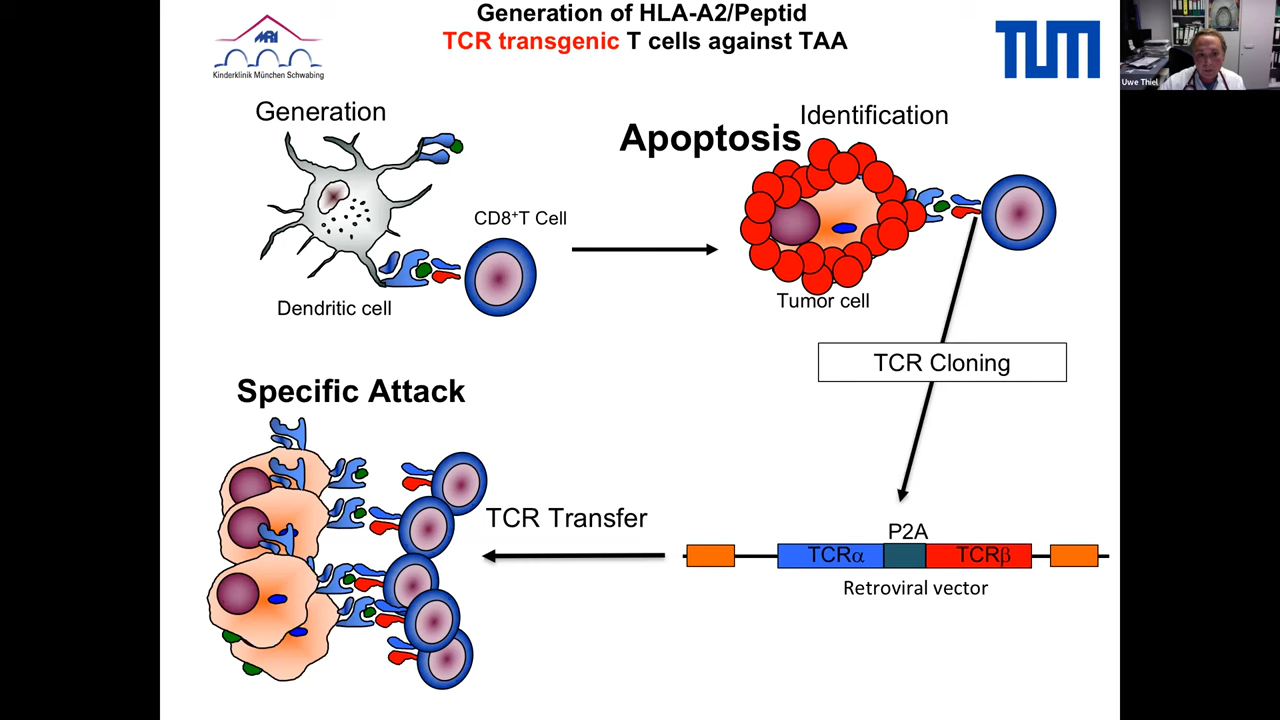 Generation of HLA-A2/Peptid
TCR transgenic T cells against TAA
MRI
Kinderklinik München Schwabing
TUM
Uwe Thiel
Generation
Identification
Apoptosis
CD8⁺T Cell
Dendritic cell
Tumor cell
TCR Cloning
Specific Attack
TCR Transfer
P2A
TCRα
TCRβ
Retroviral vector